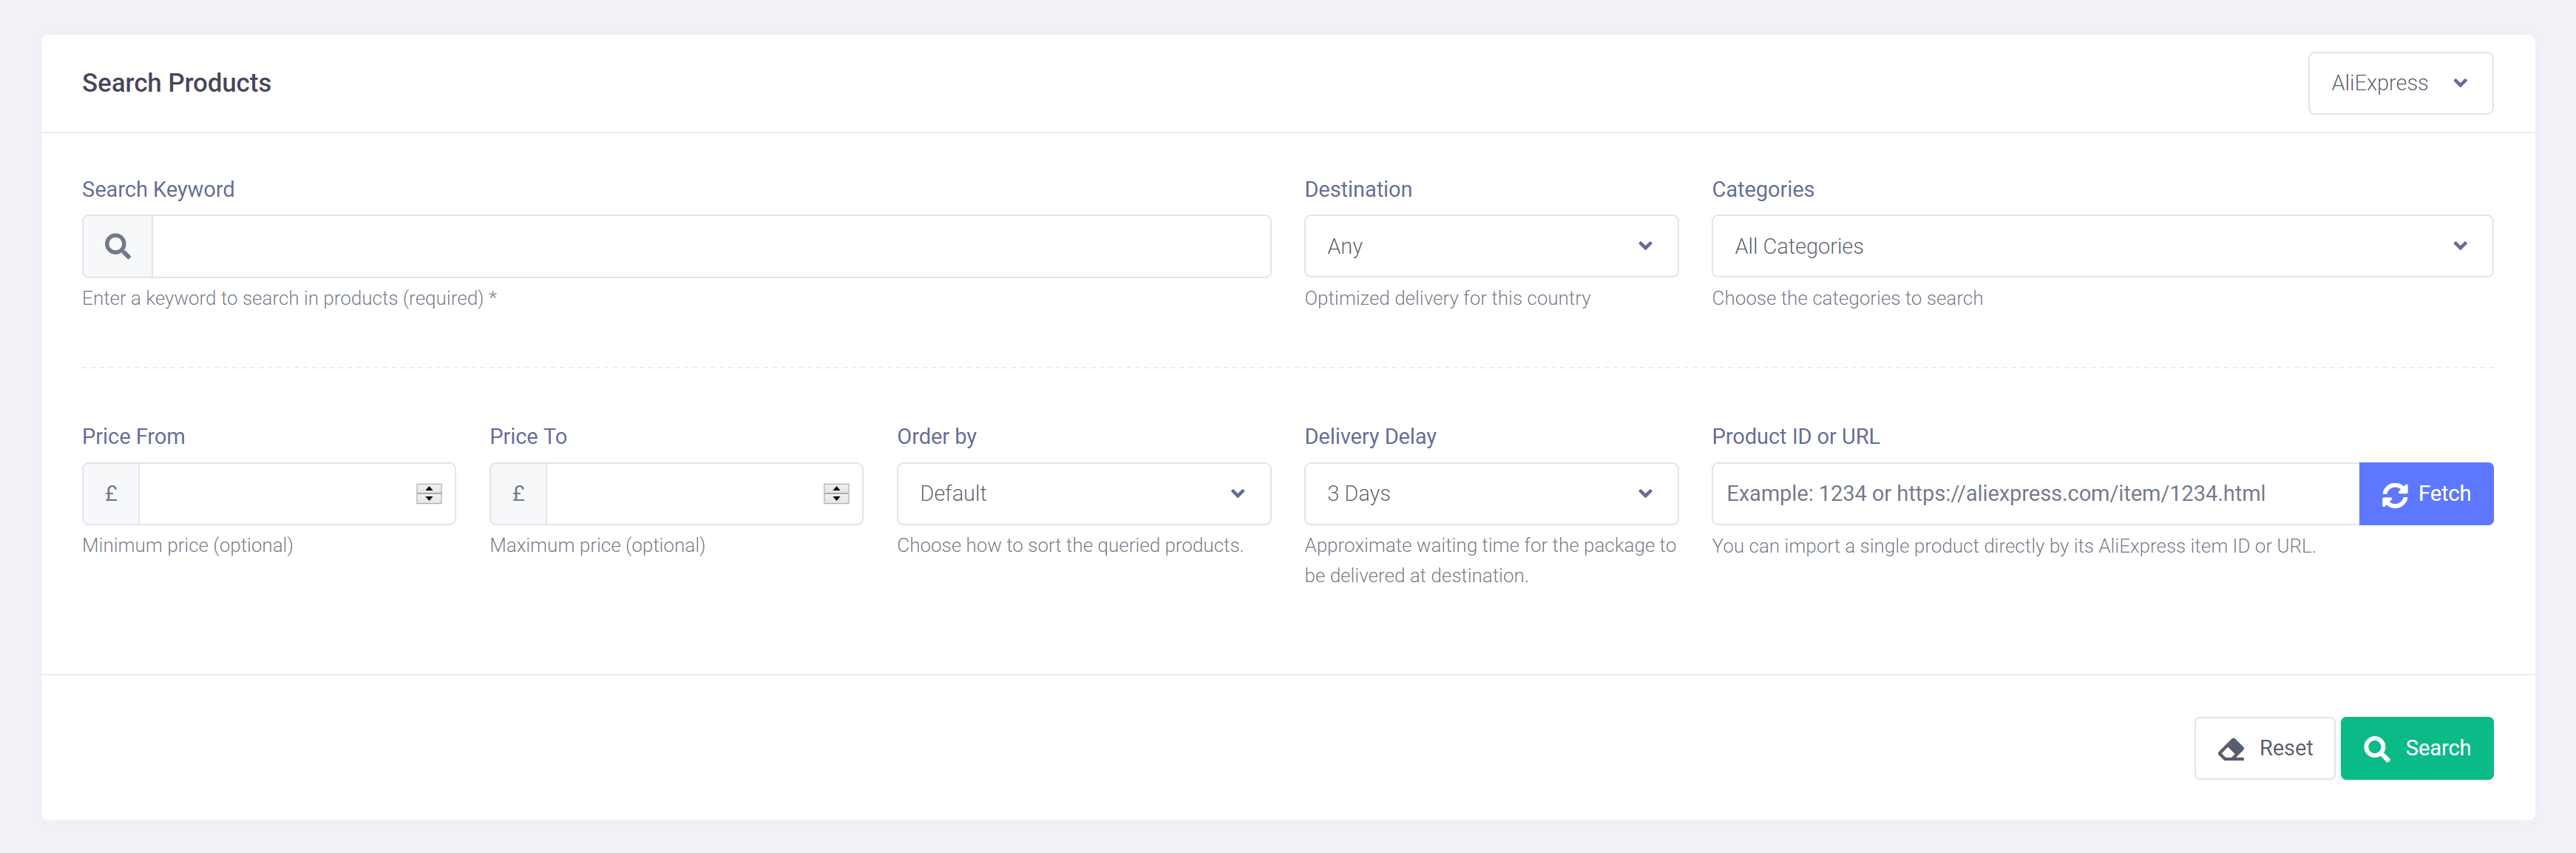 Search Products
AliExpress
Search Keyword
Destination
Categories
Any
All Categories
Enter a keyword to search in products (required) *
Optimized delivery for this country
Choose the categories to search
Price From
Price To
Order by
Delivery Delay
Product ID or URL
£
£
Default
3 Days
Example: 1234 or https://aliexpress.com/item/1234.html
Fetch
Minimum price (optional)
Maximum price (optional)
Choose how to sort the queried products.
Approximate waiting time for the package to
be delivered at destination.
You can import a single product directly by its AliExpress item ID or URL.
Reset
Search